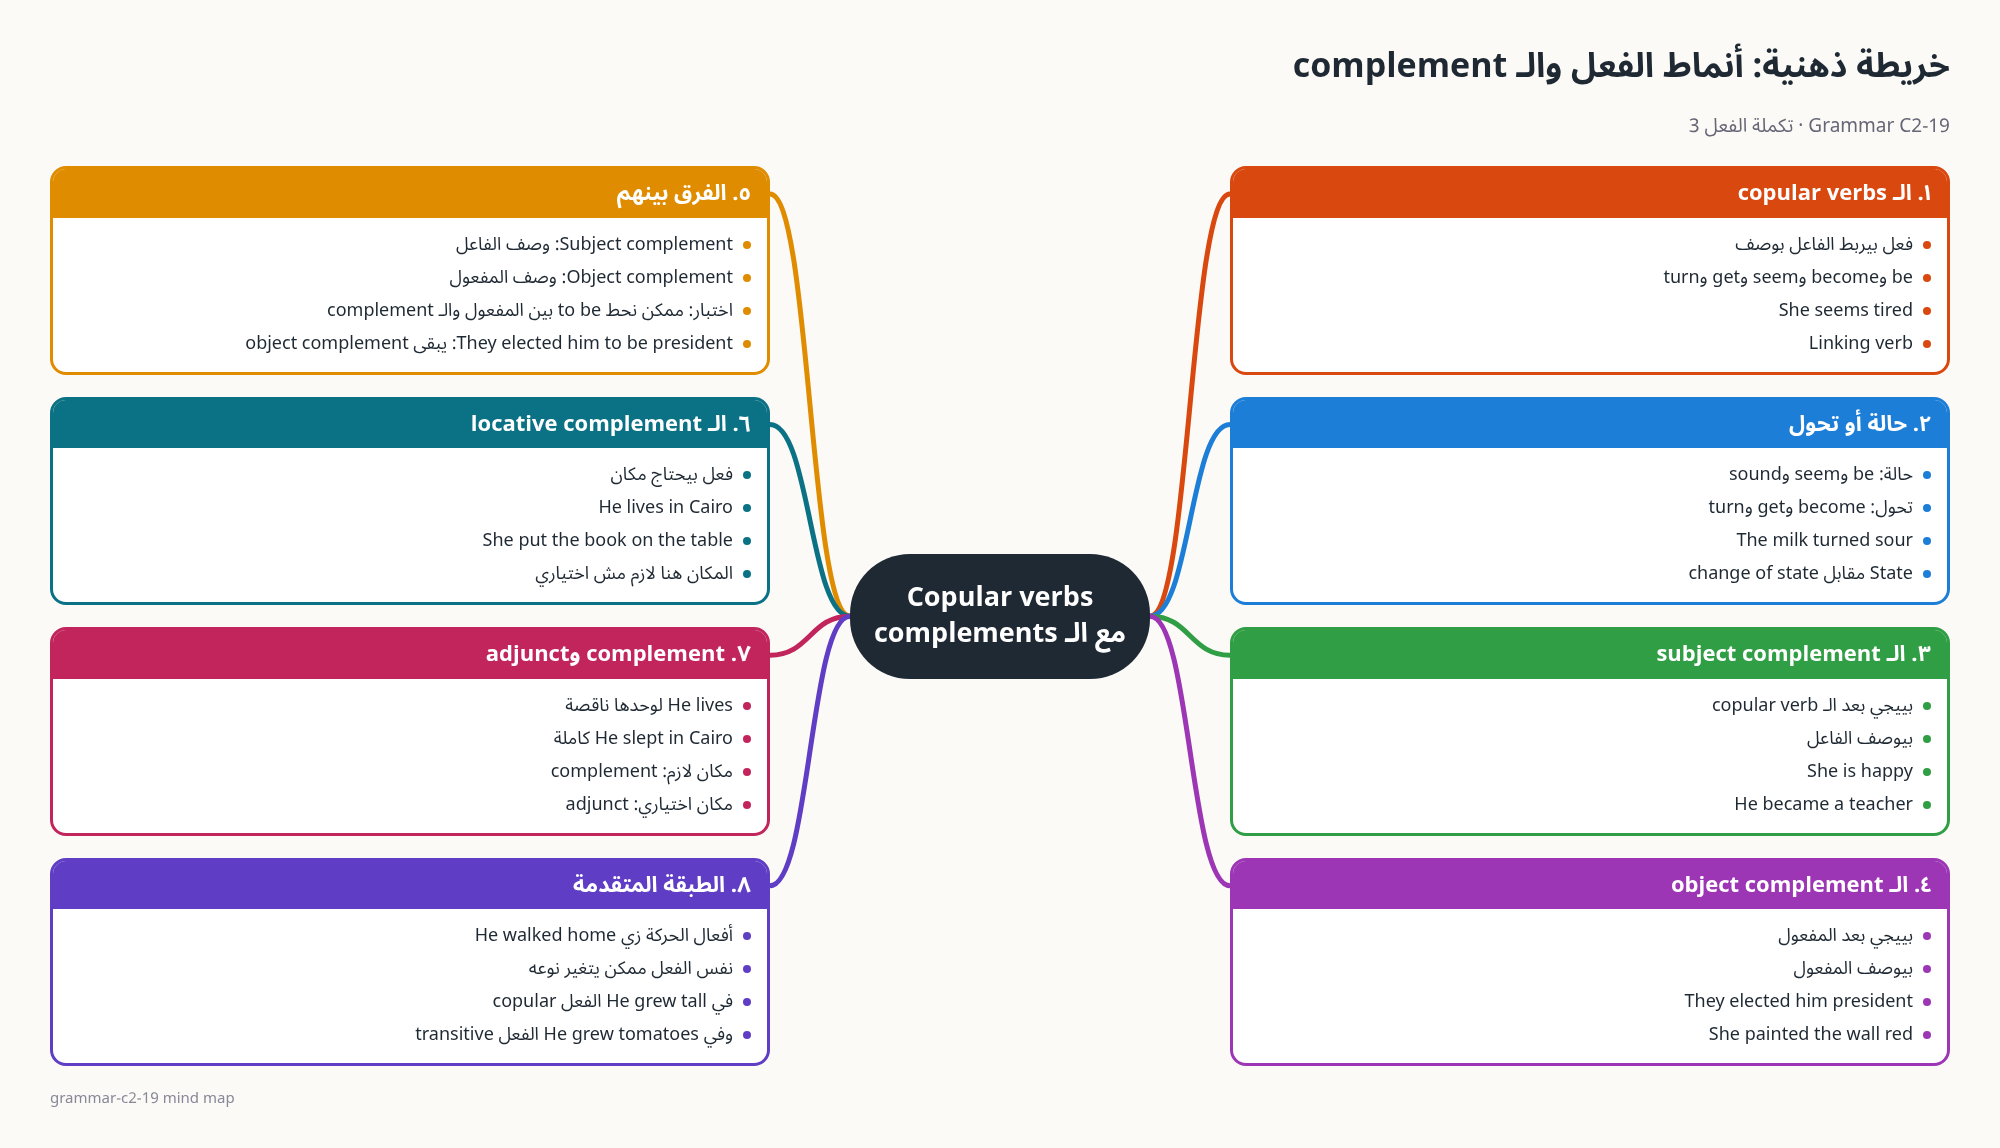 خريطة ذهنية: أنماط الفعل والـ complement
Grammar C2-19 · تكملة الفعل 3
١. الـ copular verbs
فعل بيربط الفاعل بوصف
be وbecome وseem وget وturn
She seems tired
Linking verb
٢. حالة أو تحول
حالة: be وseem وsound
تحول: become وget وturn
The milk turned sour
State مقابل change of state
٣. الـ subject complement
بييجي بعد الـ copular verb
بيوصف الفاعل
She is happy
He became a teacher
٤. الـ object complement
بييجي بعد المفعول
بيوصف المفعول
They elected him president
She painted the wall red
Copular verbs
مع الـ complements
٥. الفرق بينهم
Subject complement: وصف الفاعل
Object complement: وصف المفعول
اختبار: ممكن نحط to be بين المفعول والـ complement
They elected him to be president: يبقى object complement
٦. الـ locative complement
فعل بيحتاج مكان
He lives in Cairo
She put the book on the table
المكان هنا لازم مش اختياري
٧. complement وadjunct
He lives لوحدها ناقصة
He slept in Cairo كاملة
مكان لازم: complement
مكان اختياري: adjunct
٨. الطبقة المتقدمة
أفعال الحركة زي He walked home
نفس الفعل ممكن يتغير نوعه
في He grew tall الفعل copular
وفي He grew tomatoes الفعل transitive
grammar-c2-19 mind map